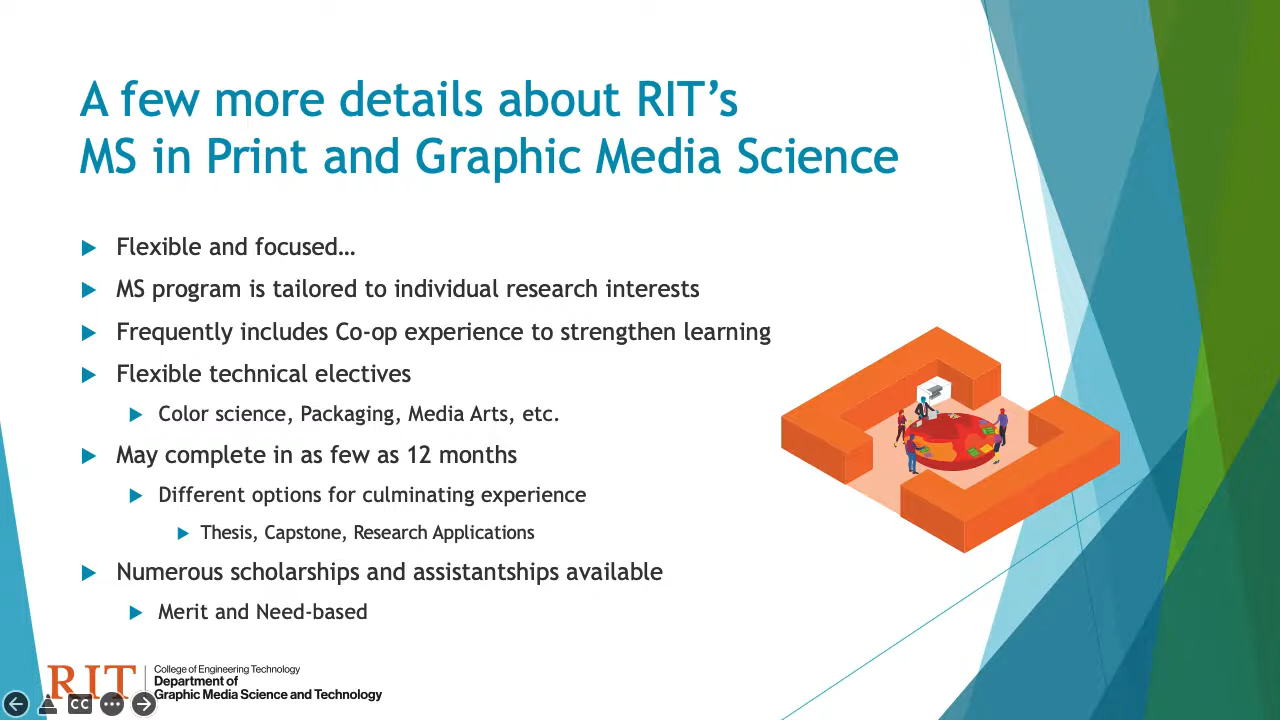 A few more details about RIT’s
MS in Print and Graphic Media Science
Flexible and focused…
MS program is tailored to individual research interests
Frequently includes Co-op experience to strengthen learning
Flexible technical electives
Color science, Packaging, Media Arts, etc.
May complete in as few as 12 months
Different options for culminating experience
Thesis, Capstone, Research Applications
Numerous scholarships and assistantships available
Merit and Need-based
RIT
College of Engineering Technology
Department of
Graphic Media Science and Technology
CC